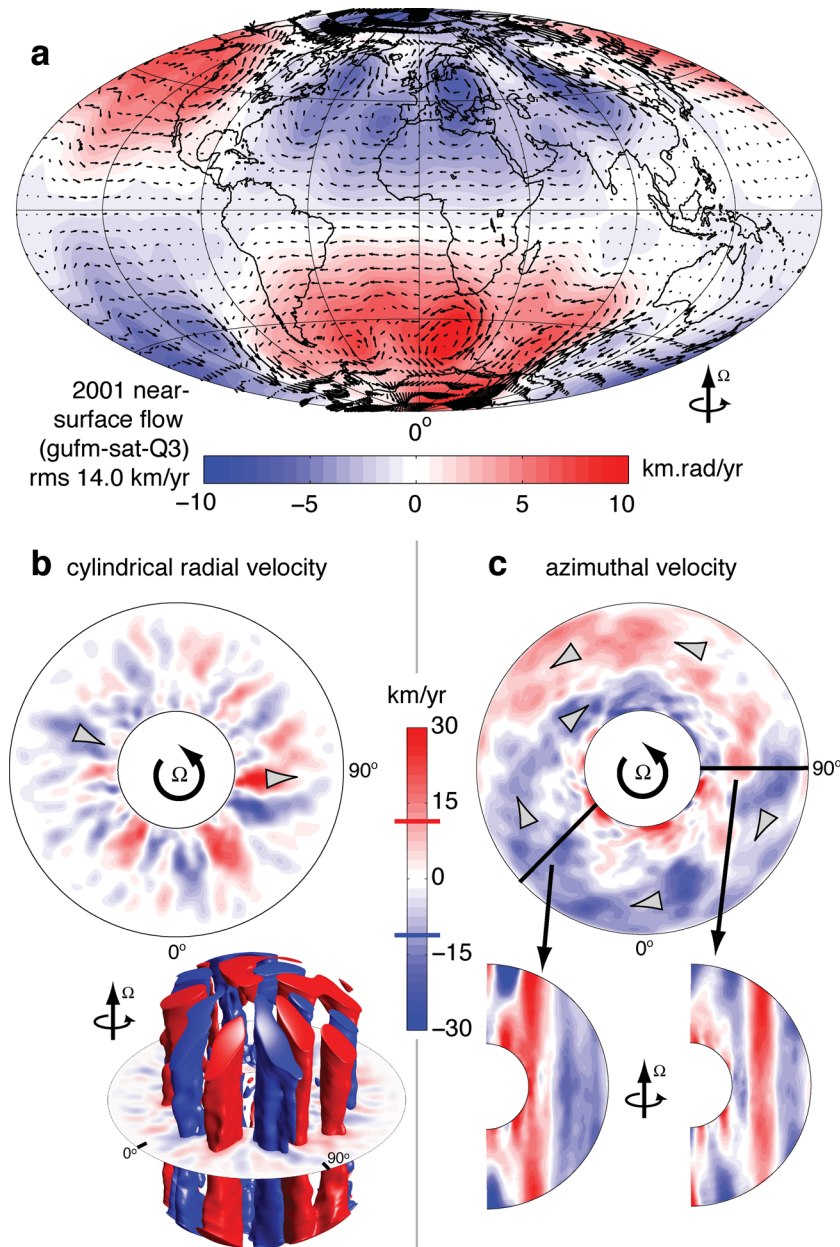 a
2001 near-
surface flow
(gufm-sat-Q3)
rms 14.0 km/yr
0°
Ω
−10 −5 0 5 10
km.rad/yr
b cylindrical radial velocity
Ω
90°
0°
km/yr
30
15
0
−15
−30
c azimuthal velocity
Ω
90°
0°
Ω
0°
90°
Ω